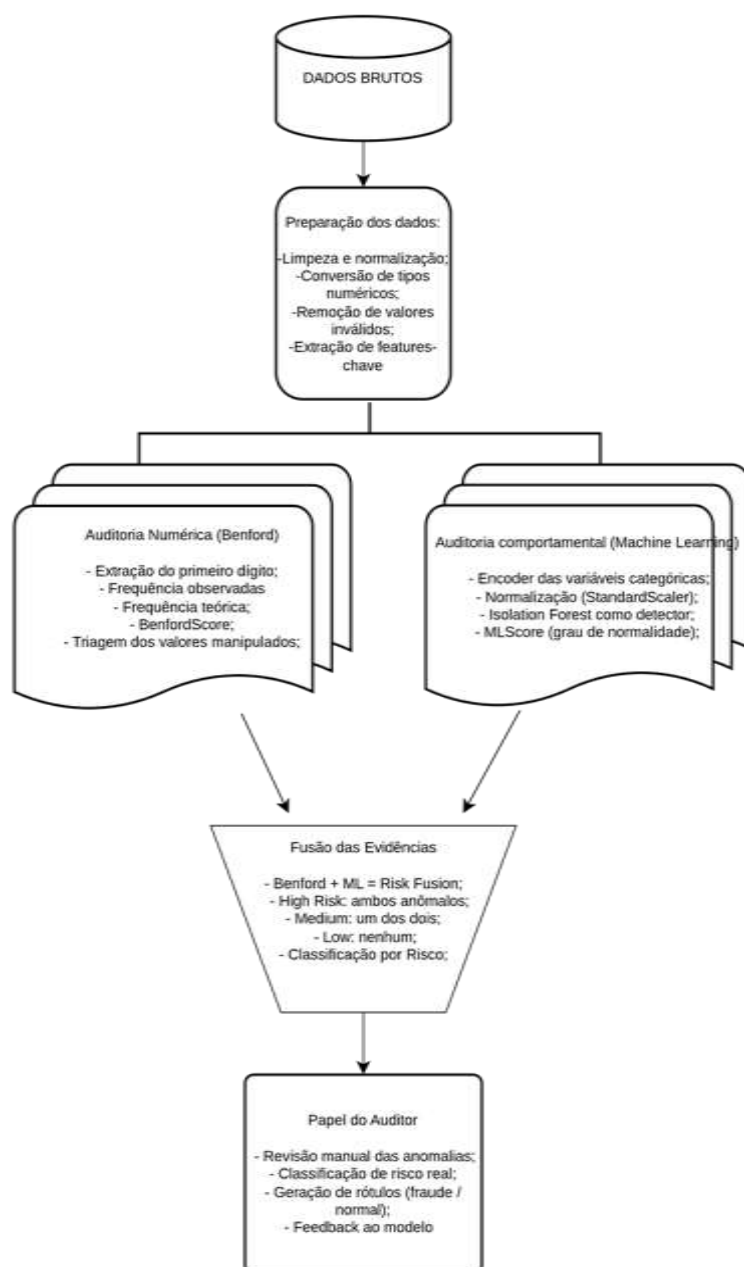 DADOS BRUTOS
Preparação dos dados:
-Limpeza e normalização;
-Conversão de tipos
numéricos;
-Remoção de valores
inválidos;
-Extração de features-
chave
Auditoria Numérica (Benford)
- Extração do primeiro dígito;
- Frequência observadas
- Frequência teórica;
- BenfordScore;
- Triagem dos valores manipulados;
Auditoria comportamental (Machine Learning)
- Encoder das variáveis categóricas;
- Normalização (StandardScaler);
- Isolation Forest como detector;
- MLScore (grau de normalidade);
Fusão das Evidências
- Benford + ML = Risk Fusion;
- High Risk: ambos anômalos;
- Medium: um dos dois;
- Low: nenhum;
- Classificação por Risco;
Papel do Auditor
- Revisão manual das anomalias;
- Classificação de risco real;
- Geração de rótulos (fraude /
normal);
- Feedback ao modelo